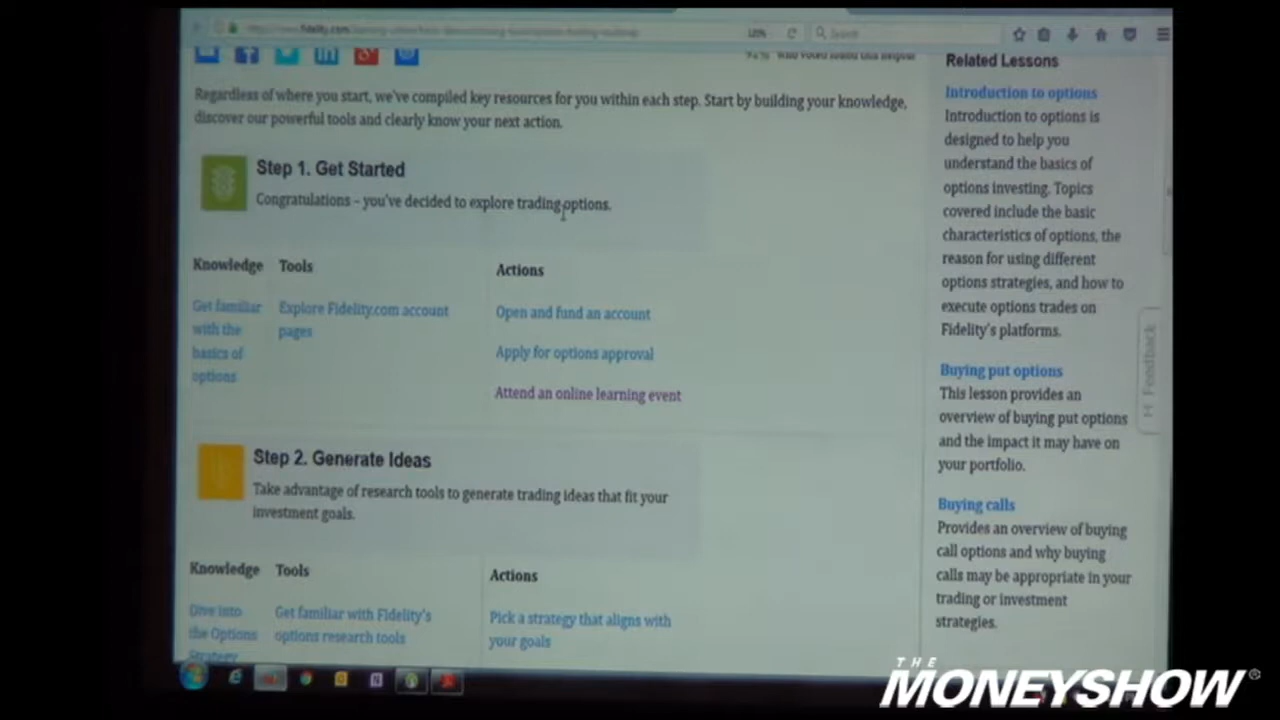 Regardless of where you start, we've compiled key resources for you within each step. Start by building your knowledge,
discover our powerful tools and clearly know your next action.
Step 1. Get Started
Congratulations – you've decided to explore trading options.
Knowledge
Get familiar
with the
basics of
options
Tools
Explore Fidelity.com account
pages
Actions
Open and fund an account
Apply for options approval
Attend an online learning event
Step 2. Generate Ideas
Take advantage of research tools to generate trading ideas that fit your
investment goals.
Knowledge
Dive into
the Options
Strategy
Tools
Get familiar with Fidelity's
options research tools
Actions
Pick a strategy that aligns with
your goals
Related Lessons
Introduction to options
Introduction to options is
designed to help you
understand the basics of
options investing. Topics
covered include the basic
characteristics of options, the
reason for using different
options strategies, and how to
execute options trades on
Fidelity's platforms.
Buying put options
This lesson provides an
overview of buying put options
and the impact it may have on
your portfolio.
Buying calls
Provides an overview of buying
call options and why buying
calls may be appropriate in your
trading or investment
strategies.
Feedback
THE
MONEYSHOW®